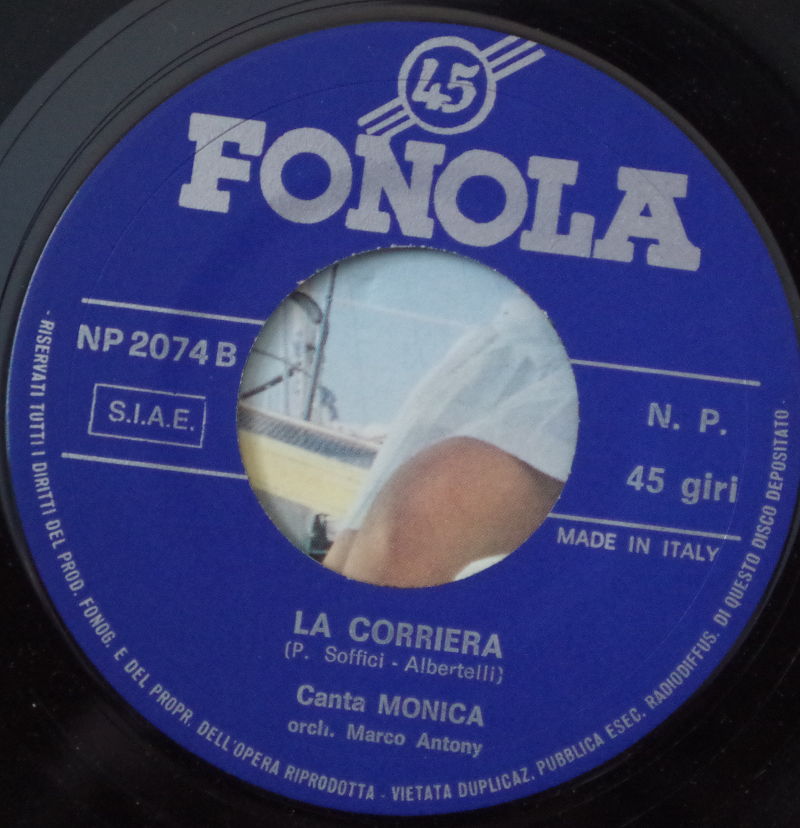 45
FONOLA
NP 2074 B
S.I.A.E.
N. P.
45 giri
MADE IN ITALY
LA CORRIERA
(P. Soffici - Albertelli)
Canta MONICA
orch. Marco Antony
- RISERVATI TUTTI I DIRITTI DEL PROD. FONOG. E DEL PROPR. DELL'OPERA RIPRODOTTA - VIETATA DUPLICAZ. PUBBLICA ESEC. RADIODIFFUS. DI QUESTO DISCO DEPOSITATO -